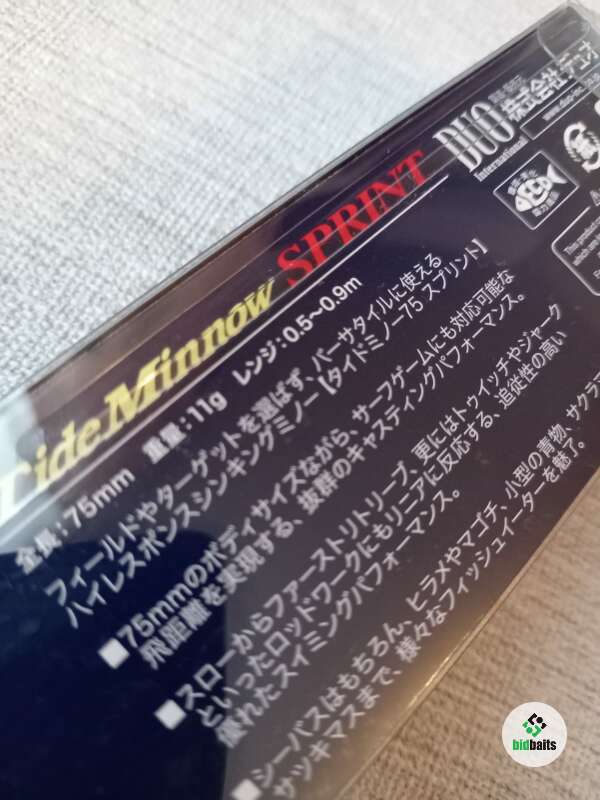 Tide Minnow SPRINT
DUO
International
株式会社デュオ
全長:75mm 重量:11g レンジ:0.5〜0.9m
フィールドやターゲットを選ばず、バーサタイルに使える
ハイレスポンスシンキングミノー【タイドミノー75 スプリント】
■75mmのボディサイズながら、サーフゲームにも対応可能な
飛距離を実現する、抜群のキャスティングパフォーマンス。
■スローからファーストリトリーブ、更にはトゥイッチやジャーク
といったロッドワークにもリニアに反応する、追従性の高い
優れたスイミングパフォーマンス。
■シーバスはもちろん、ヒラメやマゴチ、小型の青物、サクラマ
サツキマスまで、様々なフィッシュイーターを魅了。
This product
which are
bidbaits